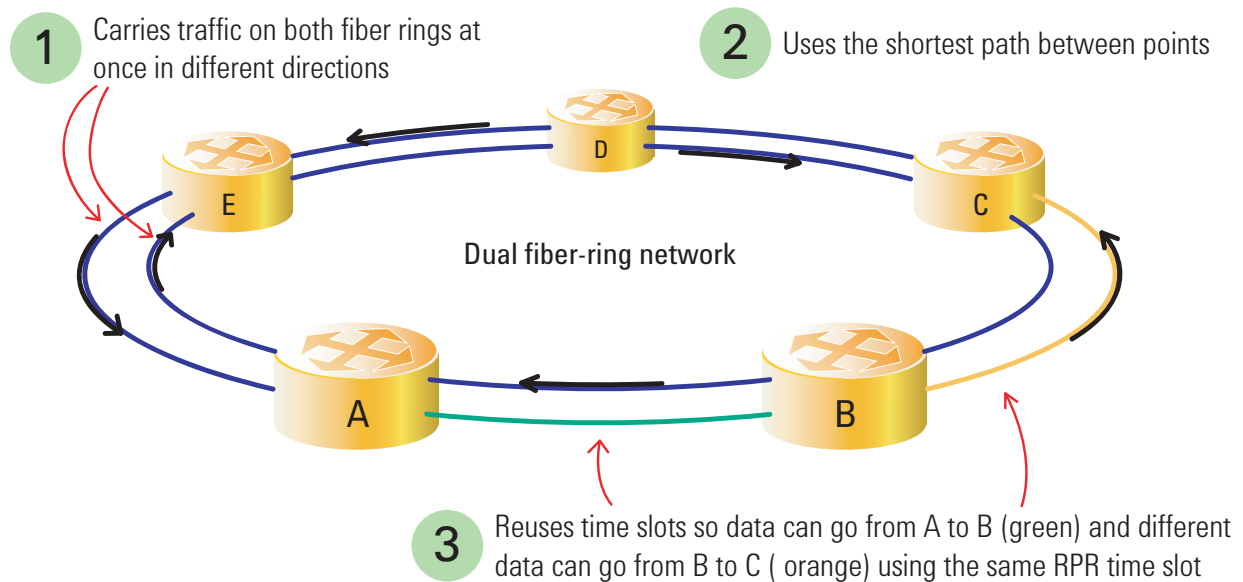 1
Carries traffic on both fiber rings at
once in different directions
2
Uses the shortest path between points
D
E
C
Dual fiber-ring network
A
B
3
Reuses time slots so data can go from A to B (green) and different
data can go from B to C ( orange) using the same RPR time slot